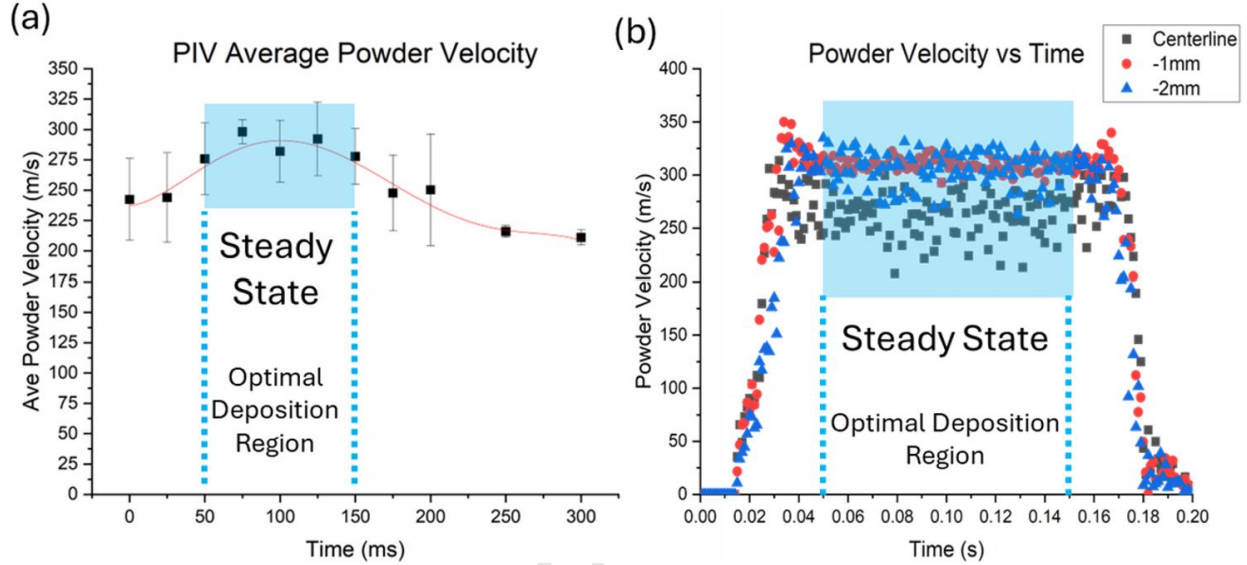 (a)
PIV Average Powder Velocity
Ave Powder Velocity (m/s)
350
325
300
275
250
225
200
175
150
125
100
75
50
25
0
Steady
State
Optimal
Deposition
Region
0 50 100 150 200 250 300
Time (ms)
(b)
Powder Velocity vs Time
Centerline
-1mm
-2mm
Powder Velocity (m/s)
400
350
300
250
200
150
100
50
0
Steady State
Optimal Deposition
Region
0.00 0.02 0.04 0.06 0.08 0.10 0.12 0.14 0.16 0.18 0.20
Time (s)